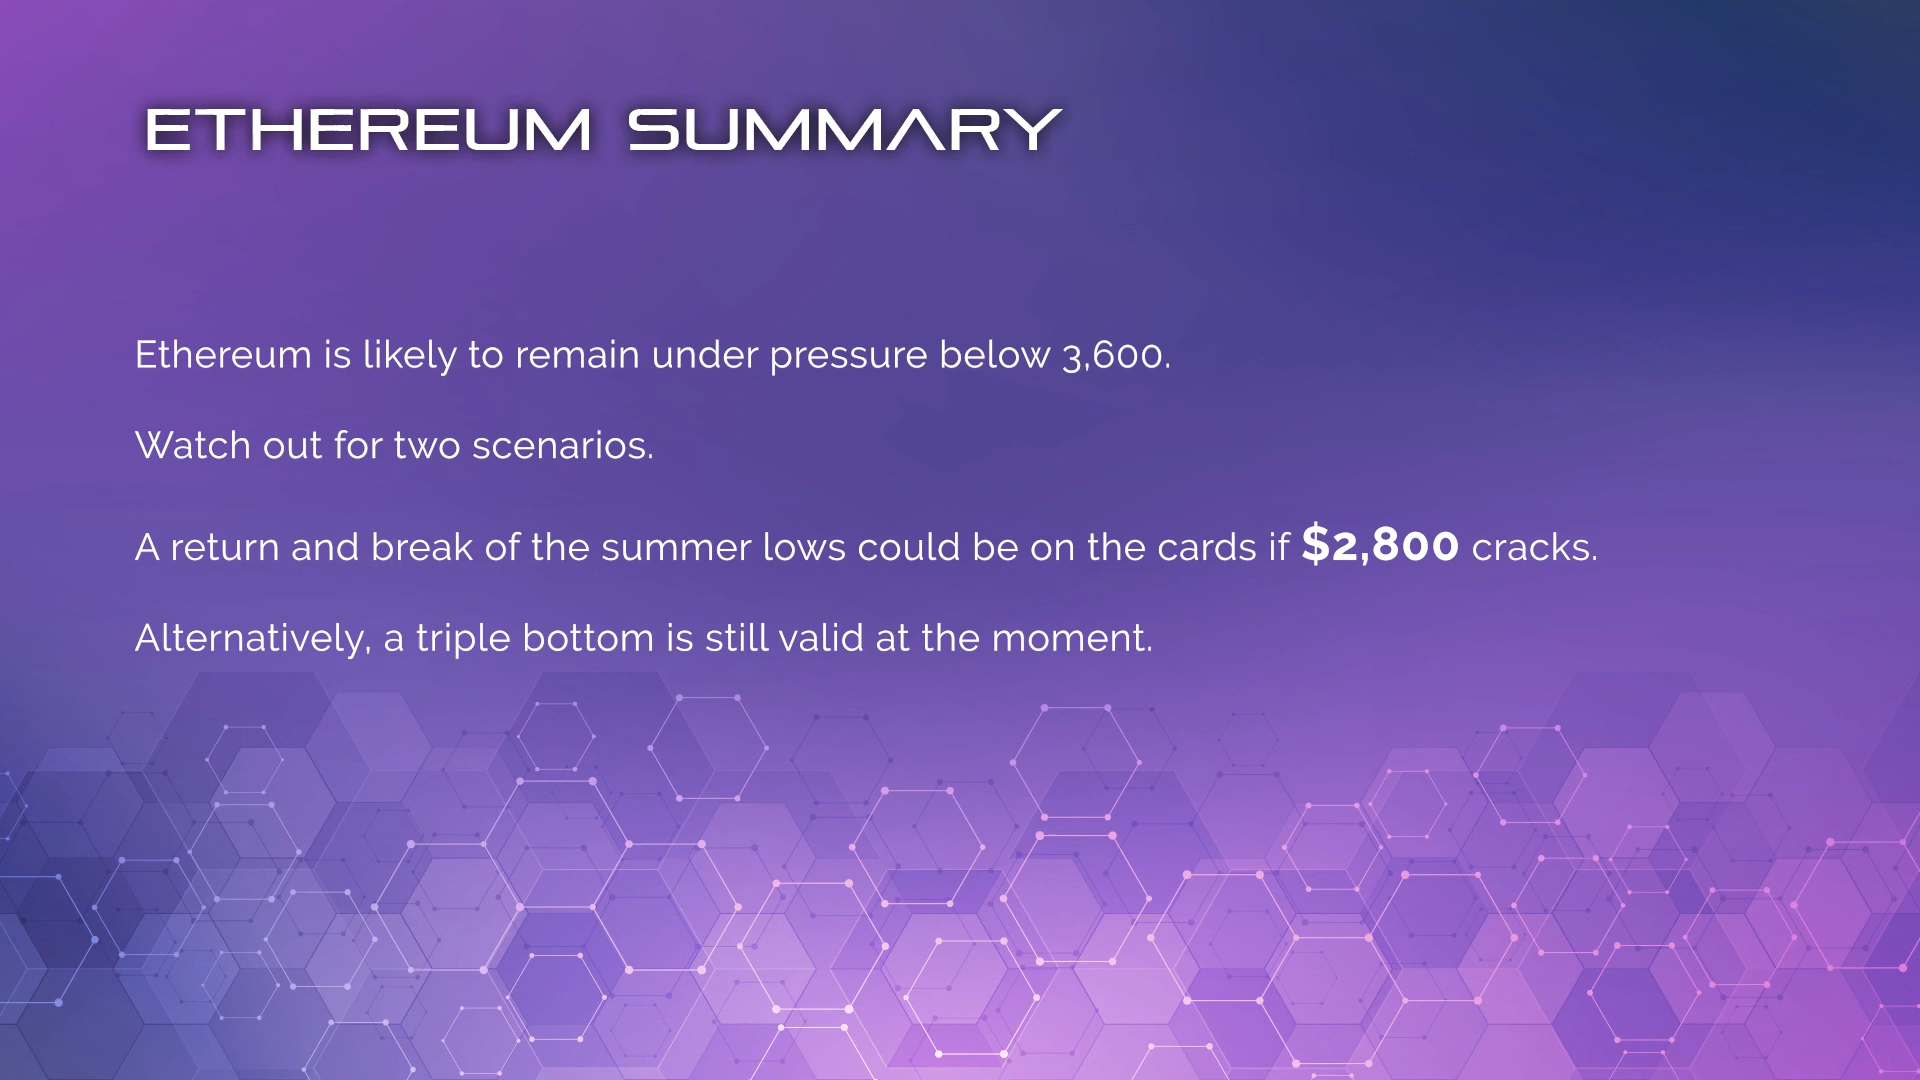 ETHEREUM SUMMARY
Ethereum is likely to remain under pressure below 3,600.
Watch out for two scenarios.
A return and break of the summer lows could be on the cards if $2,800 cracks.
Alternatively, a triple bottom is still valid at the moment.